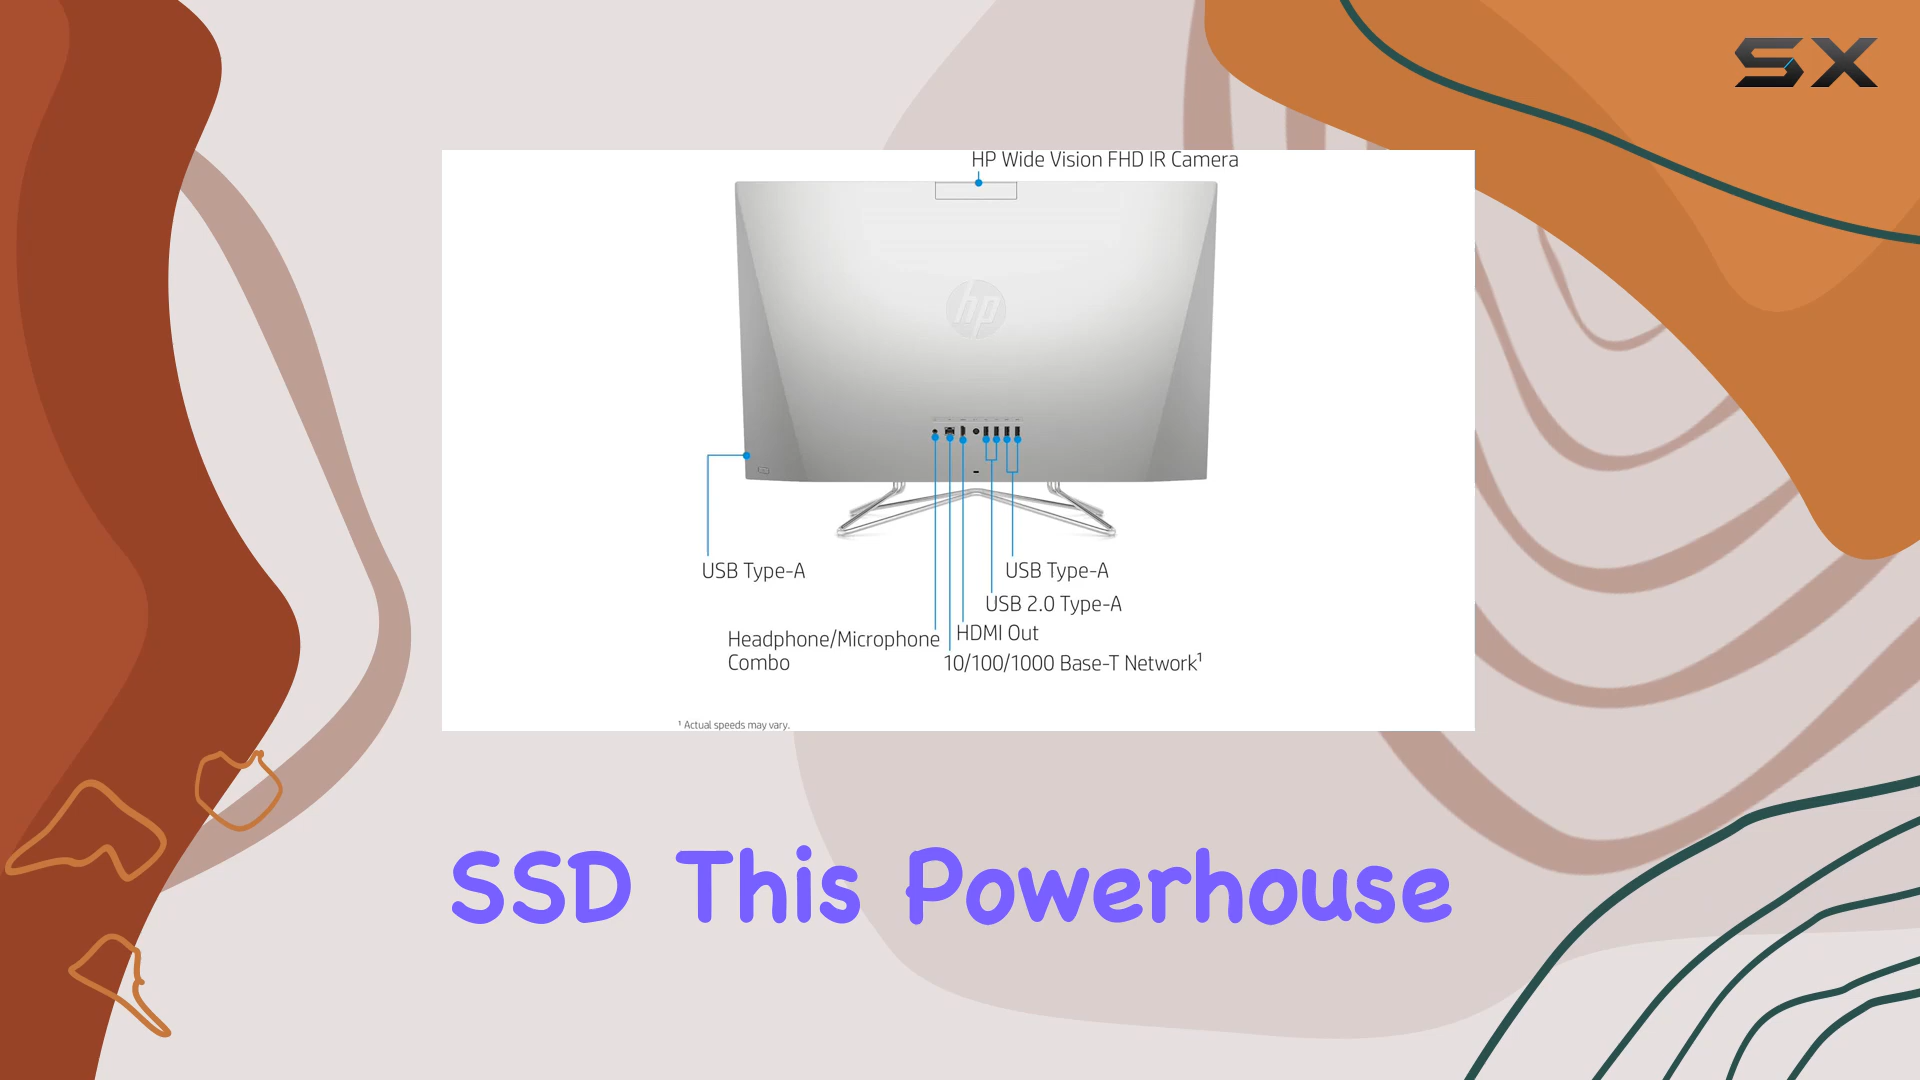 SX
HP Wide Vision FHD IR Camera
hp
USB Type-A
USB Type-A
USB 2.0 Type-A
Headphone/Microphone
Combo
HDMI Out
10/100/1000 Base-T Network¹
¹ Actual speeds may vary.
SSD This Powerhouse